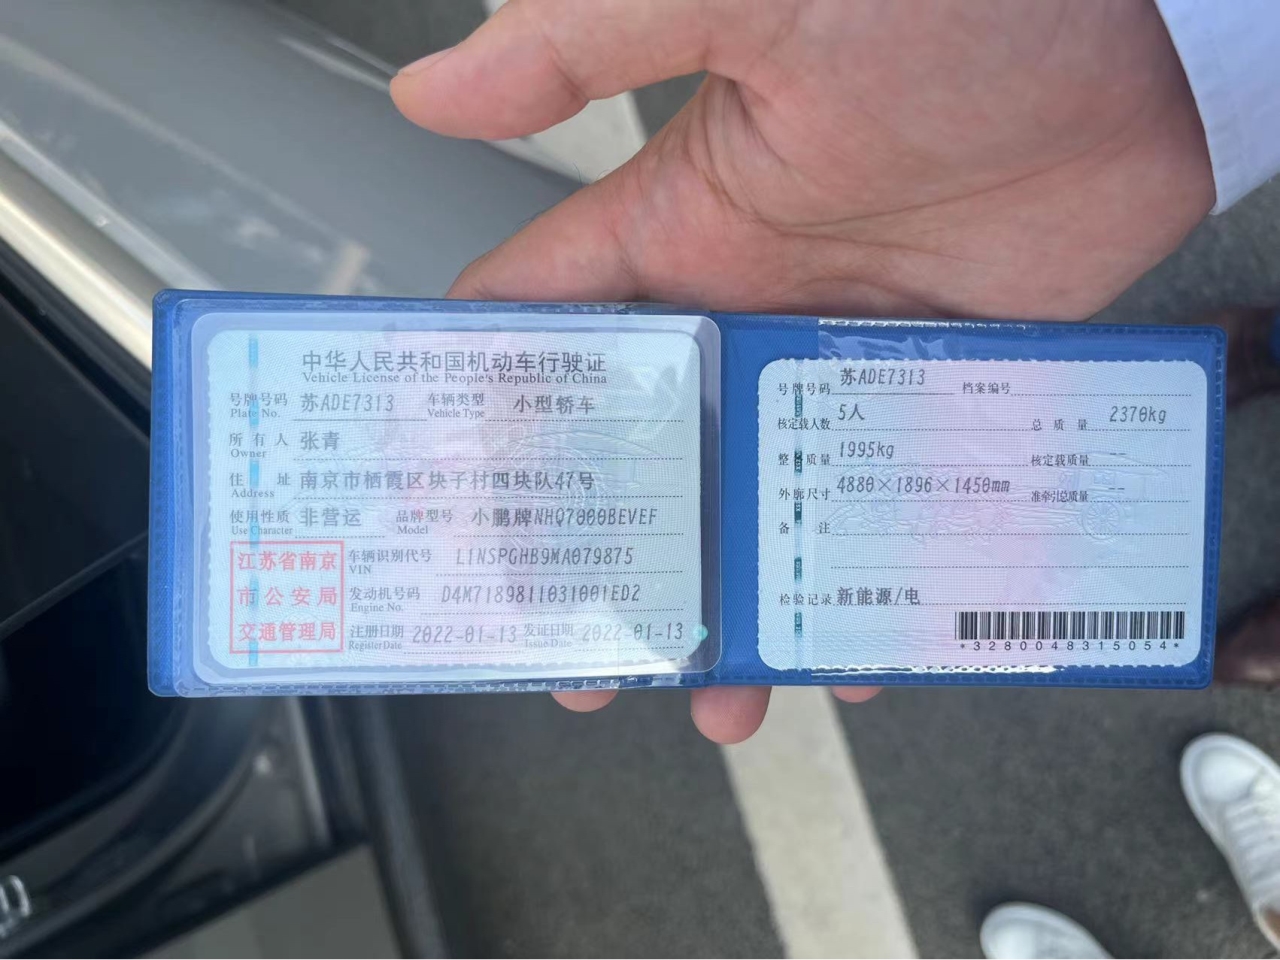 中华人民共和国机动车行驶证
Vehicle License of the People's Republic of China
号牌号码 苏ADE7313 车辆类型 小型轿车
Plate No. Vehicle Type
所有人 张青
Owner
住址 南京市栖霞区块子村四块队47号
Address
使用性质 非营运 品牌型号 小鹏牌NHQ7000BEVEF
Use Character Model
江苏省南京
市公安局
交通管理局
车辆识别代号 L1NSPGHB9MA079875
VIN
发动机号码 D4M718981I031001ED2
Engine No.
注册日期 2022-01-13 发证日期 2022-01-13
Register Date Issue Date
号牌号码 苏ADE7313 档案编号
核定载人数 5人 总质量 2370kg
整备质量 1995kg 核定载质量 --
外廓尺寸 4880×1896×1450mm 准牵引总质量 --
备注
检验记录 新能源/电
*3280048315054*